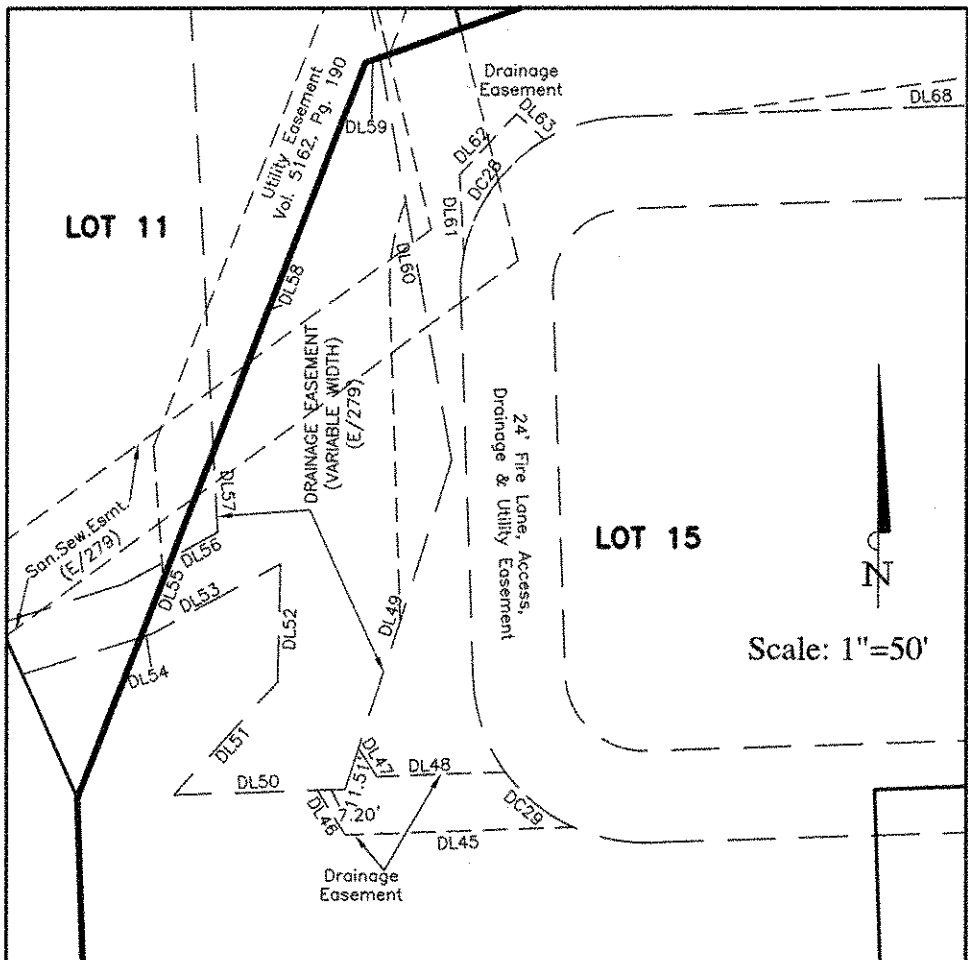 Drainage
Easement
DL68
DL63
DL62
DC28
DL59
Utility Easement
Vol. 5162, Pg. 190
LOT 11
DL61
DL60
DL58
DRAINAGE EASEMENT
(VARIABLE WIDTH)
(E/279)
24' Fire Lane, Access,
Drainage & Utility Easement
San.Sew.Esmt.
(E/279)
DL57
DL56
DL55
DL53
LOT 15
N
Scale: 1"=50'
DL49
DL52
DL54
DL51
DL47
DL48
11.51'
DL50
7.20'
DL46
DC29
DL45
Drainage
Easement